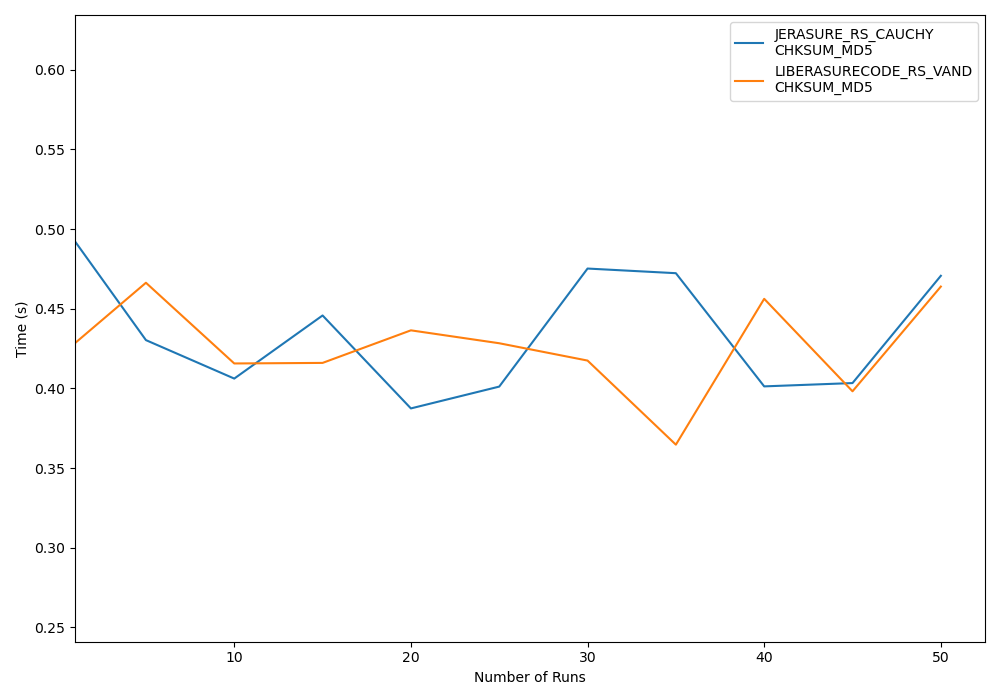 JERASURE_RS_CAUCHY
CHKSUM_MD5
LIBERASURECODE_RS_VAND
CHKSUM_MD5
0.60
0.55
0.50
0.45
0.40
0.35
0.30
0.25
Time (s)
10
20
30
40
50
Number of Runs